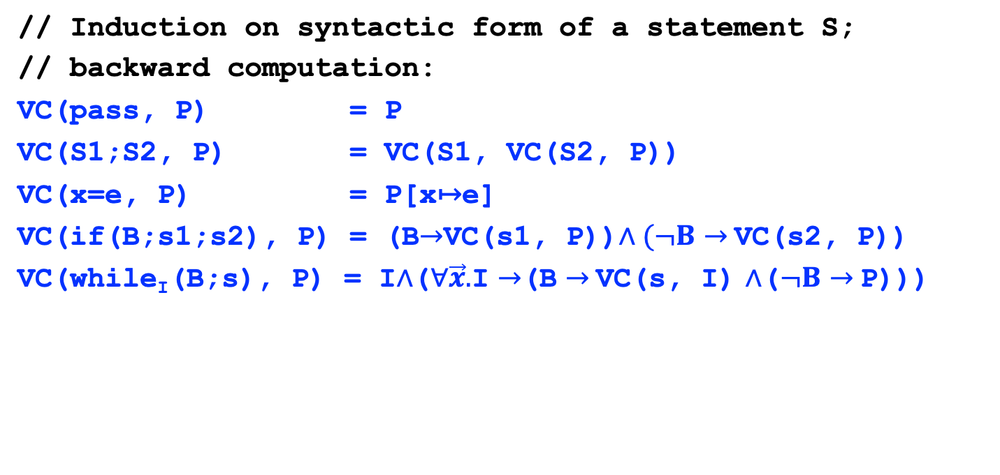 // Induction on syntactic form of a statement S;
// backward computation:
VC(pass, P) = P
VC(S1;S2, P) = VC(S1, VC(S2, P))
VC(x=e, P) = P[x↦e]
VC(if(B;s1;s2), P) = (B→VC(s1, P))∧(¬B → VC(s2, P))
VC(while_I(B;s), P) = I∧(∀x⃗.I →(B → VC(s, I) ∧(¬B → P)))